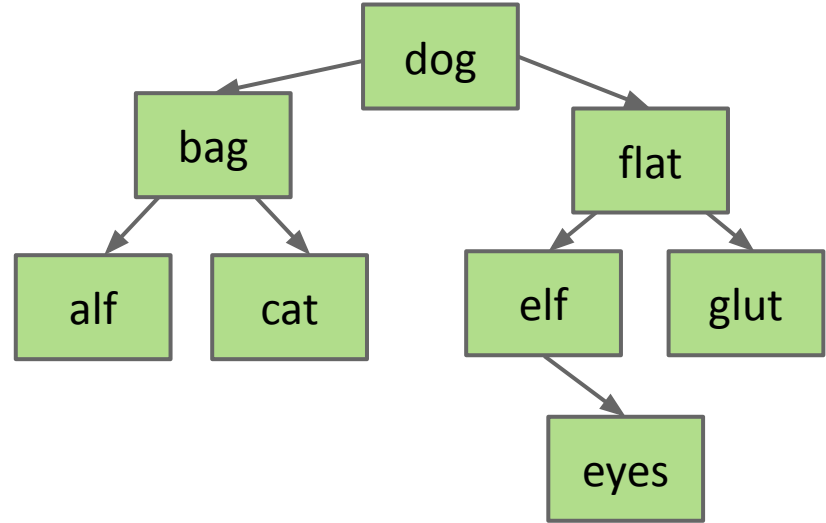 dog
bag
flat
alf
cat
elf
glut
eyes